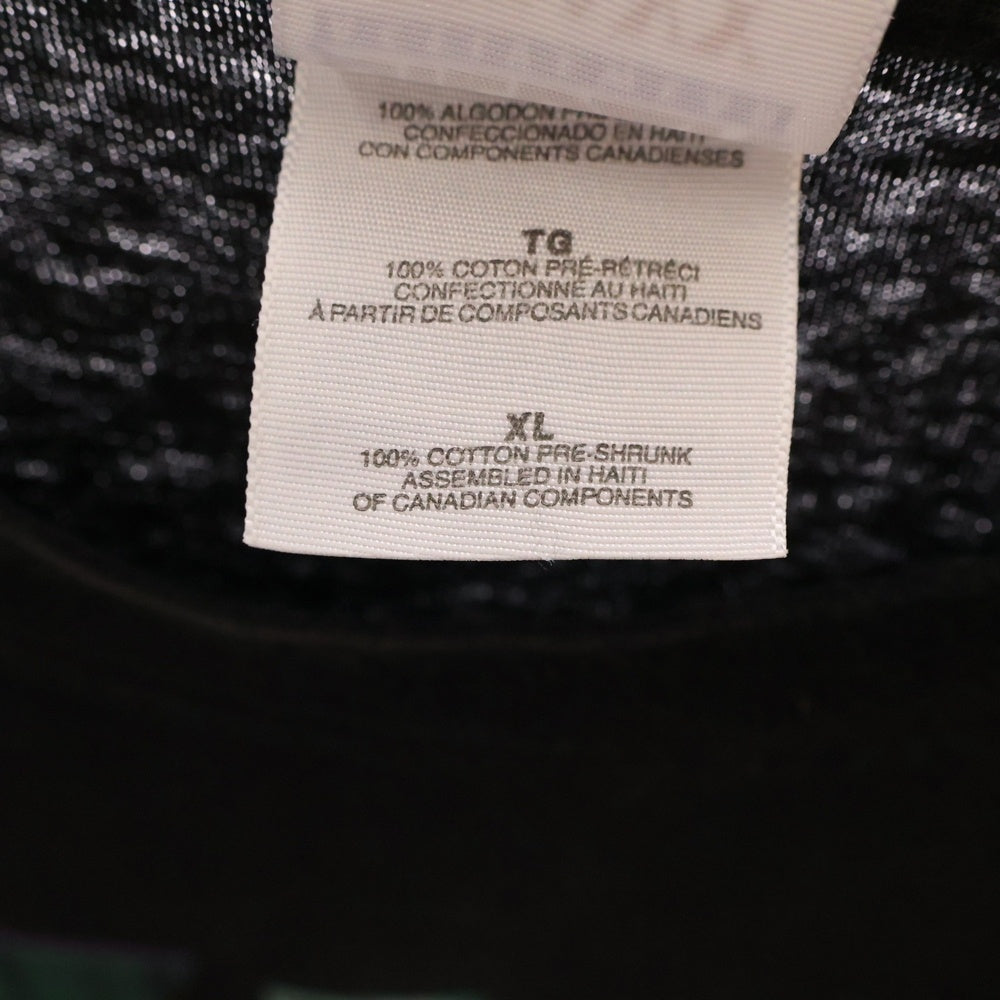 100% ALGODON
CONFECCIONADO EN HAITI
CON COMPONENTS CANADIENSES
TG
100% COTON PRÉ-RÉTRÉCI
CONFECTIONNÉ AU HAITI
À PARTIR DE COMPOSANTS CANADIENS
XL
100% COTTON PRE-SHRUNK
ASSEMBLED IN HAITI
OF CANADIAN COMPONENTS